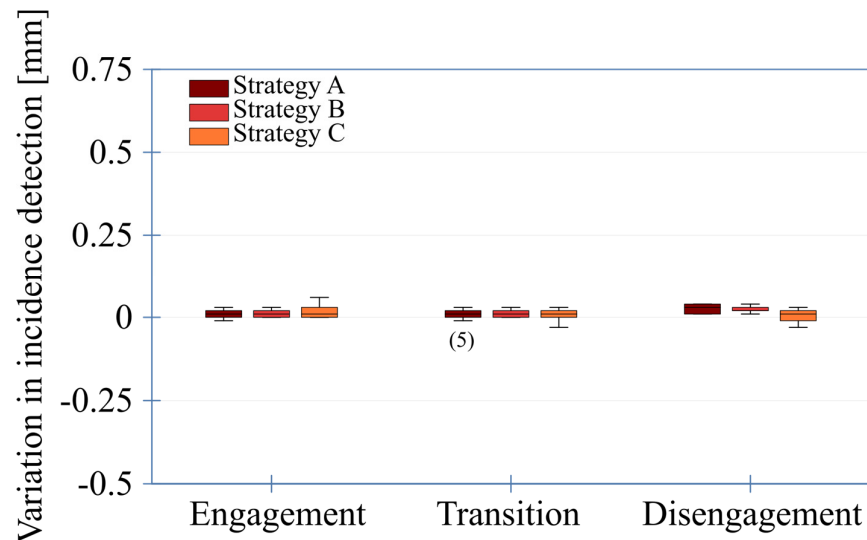 Variation in incidence detection [mm]
0.75
0.5
0.25
0
-0.25
-0.5
Strategy A
Strategy B
Strategy C
(5)
Engagement
Transition
Disengagement